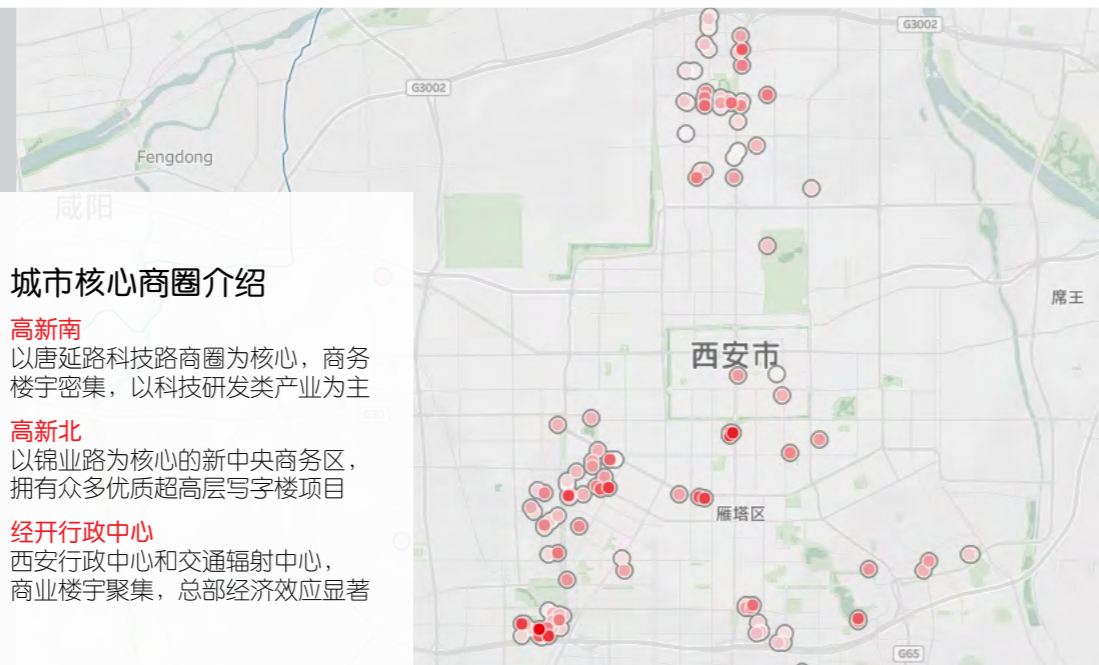 G3002
G3002
Fengdong
咸阳
席王
西安市
雁塔区
G65
城市核心商圈介绍
高新南
以唐延路科技路商圈为核心，商务
楼宇密集，以科技研发类产业为主
高新北
以锦业路为核心的新中央商务区，
拥有众多优质超高层写字楼项目
经开行政中心
西安行政中心和交通辐射中心，
商业楼宇聚集，总部经济效应显著